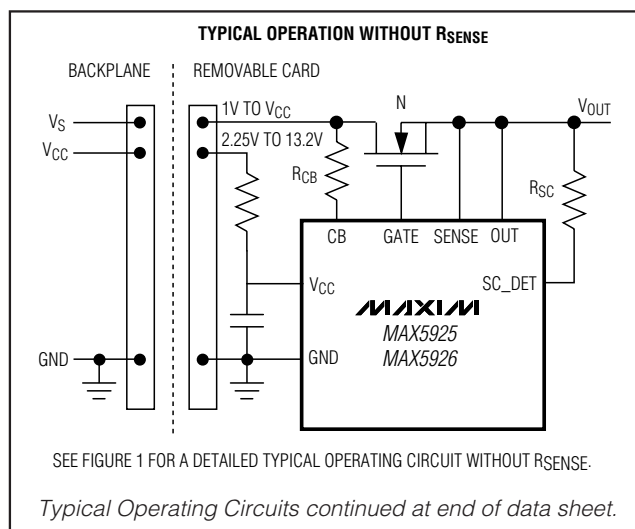 TYPICAL OPERATION WITHOUT RSENSE
BACKPLANE
REMOVABLE CARD
VS
VCC
GND
1V TO VCC
2.25V TO 13.2V
N
VOUT
RCB
RSC
CB
GATE
SENSE
OUT
VCC
SC_DET
MAXIM
MAX5925
MAX5926
GND
SEE FIGURE 1 FOR A DETAILED TYPICAL OPERATING CIRCUIT WITHOUT RSENSE.
Typical Operating Circuits continued at end of data sheet.